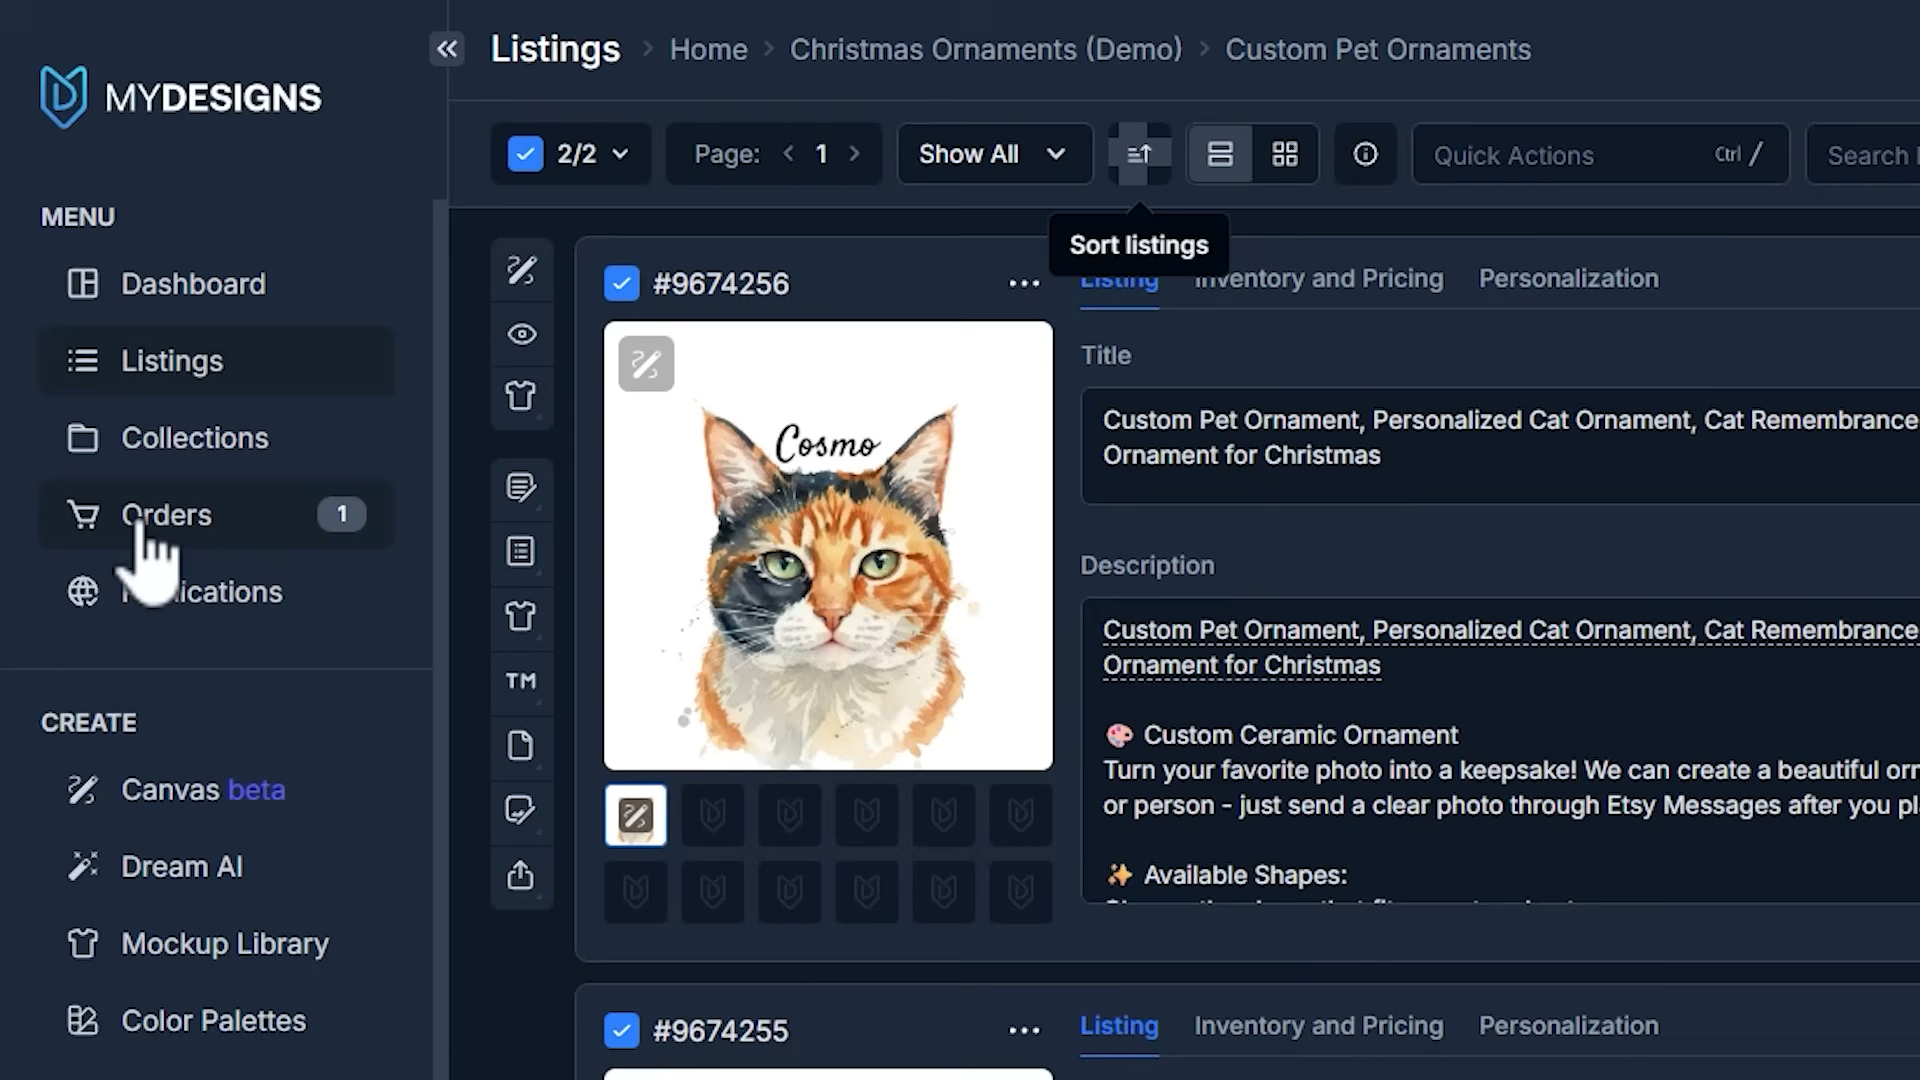 MYDESIGNS
MENU
Dashboard
Listings
Collections
Orders 1
CREATE
Canvas beta
Dream AI
Mockup Library
Color Palettes
Listings > Home > Christmas Ornaments (Demo) > Custom Pet Ornaments
2/2 Page: < 1 > Show All Quick Actions Ctrl / Search
Sort listings
TM
#9674256
Cosmo
Listing Inventory and Pricing Personalization
Title
Custom Pet Ornament, Personalized Cat Ornament, Cat Remembrance
Ornament for Christmas
Description
Custom Pet Ornament, Personalized Cat Ornament, Cat Remembrance
Ornament for Christmas
🎨 Custom Ceramic Ornament
Turn your favorite photo into a keepsake! We can create a beautiful
or person - just send a clear photo through Etsy Messages after you
✨ Available Shapes:
#9674255
Listing Inventory and Pricing Personalization